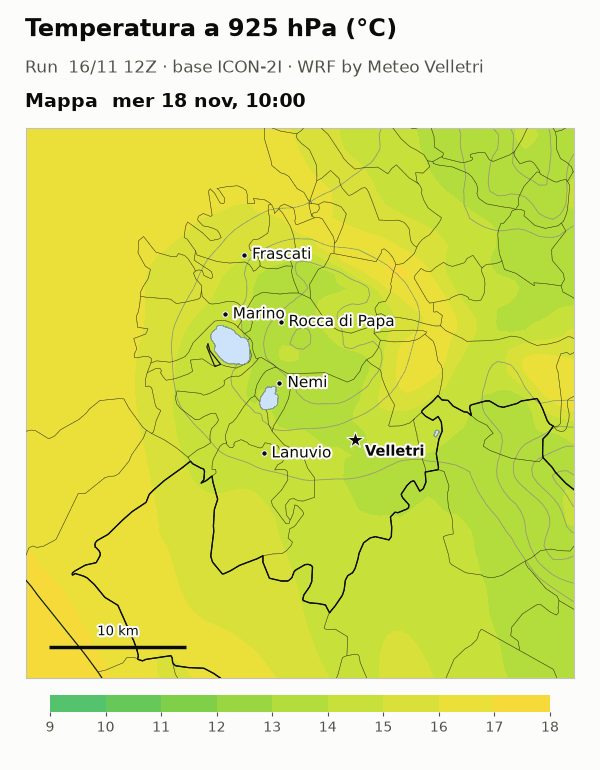 Temperatura a 925 hPa (°C)
Run  16/11 12Z · base ICON-2I · WRF by Meteo Velletri
Mappa  mer 18 nov, 10:00
Frascati
Marino
Rocca di Papa
Nemi
Velletri
Lanuvio
10 km
9 10 11 12 13 14 15 16 17 18